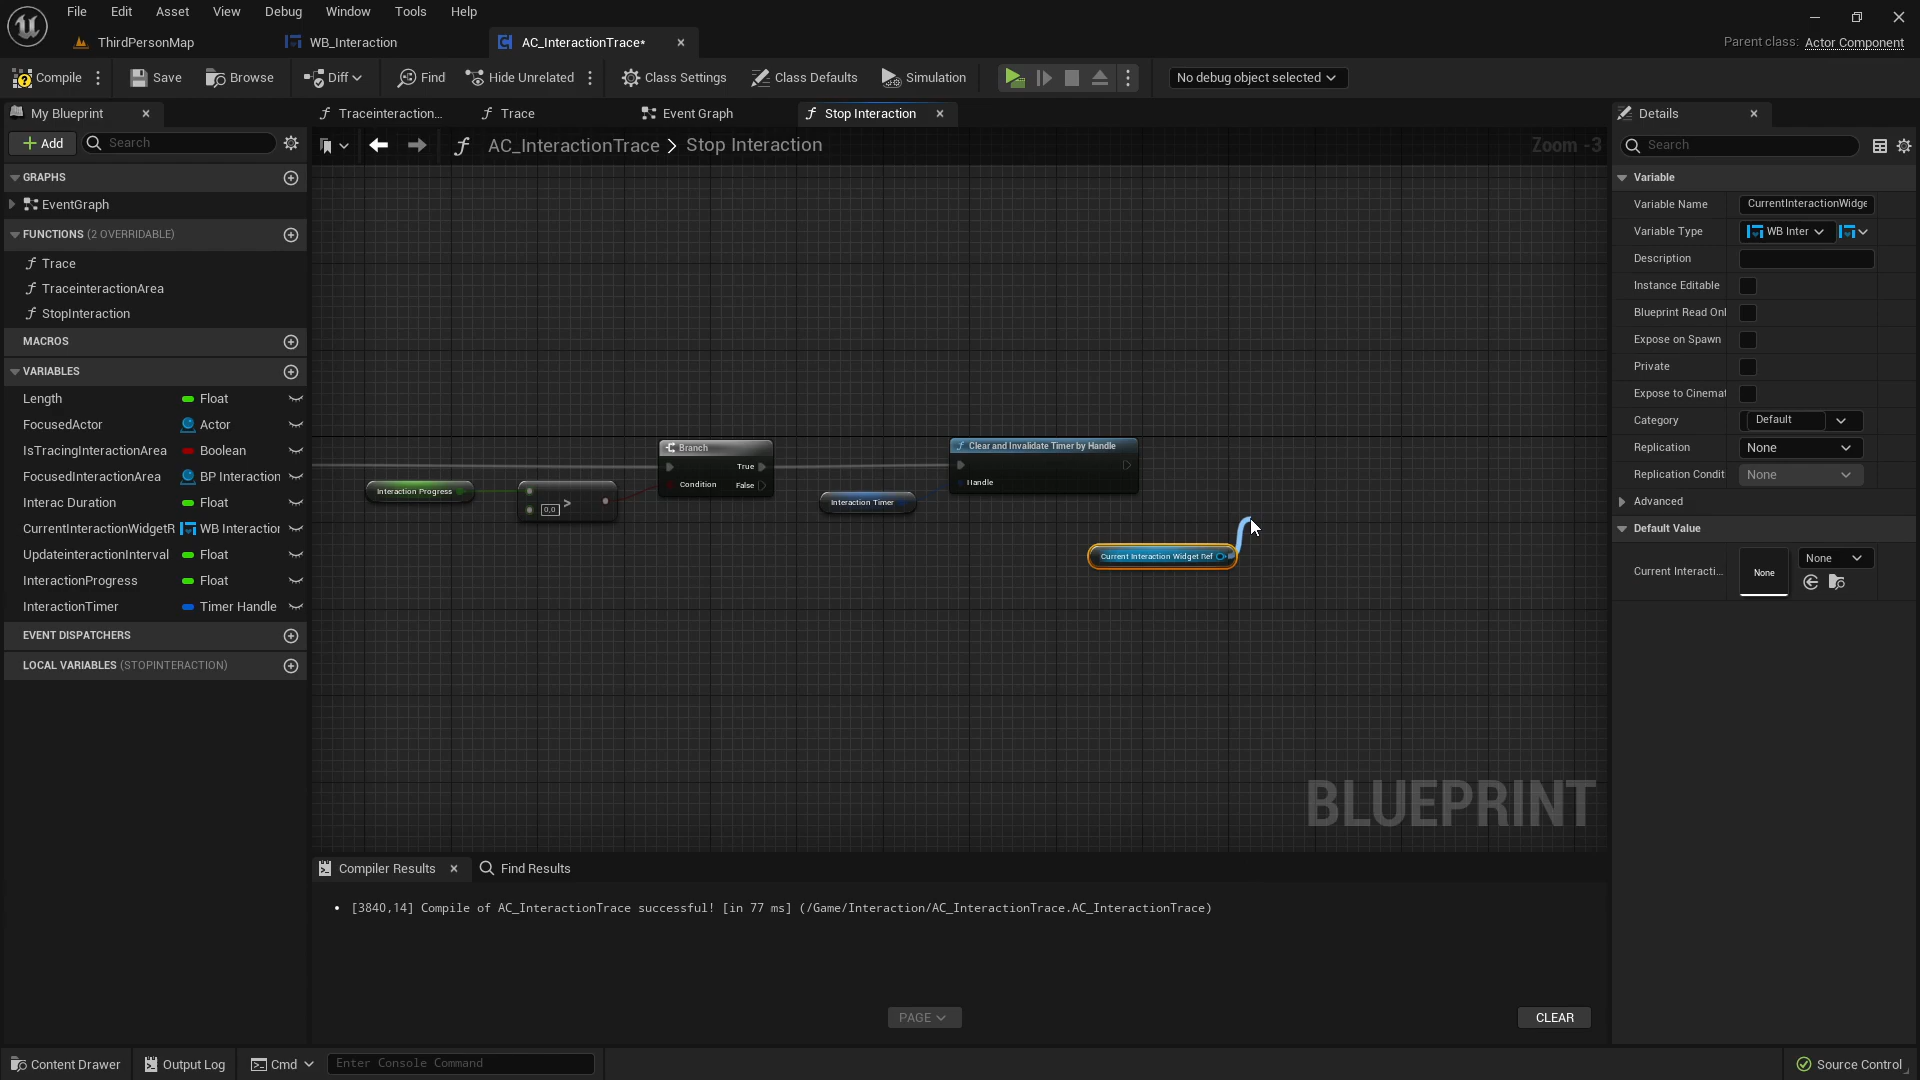 File Edit Asset View Debug Window Tools Help
ThirdPersonMap
WB_Interaction
AC_InteractionTrace*
Parent class: Actor Component
Compile
Save
Browse
Diff
Find
Hide Unrelated
Class Settings
Class Defaults
Simulation
No debug object selected
My Blueprint
Traceinteraction...
Trace
Event Graph
Stop Interaction
Details
Add
Search
AC_InteractionTrace > Stop Interaction
Zoom -3
Search
GRAPHS
EventGraph
FUNCTIONS (2 OVERRIDABLE)
Trace
TraceinteractionArea
StopInteraction
MACROS
VARIABLES
Length Float
FocusedActor Actor
IsTracingInteractionArea Boolean
FocusedInteractionArea BP Interaction
Interac Duration Float
CurrentInteractionWidgetR WB Interaction
UpdateinteractionInterval Float
InteractionProgress Float
InteractionTimer Timer Handle
EVENT DISPATCHERS
LOCAL VARIABLES (STOPINTERACTION)
Interaction Progress
0,0
>
Branch
True
Condition False
Interaction Timer
Clear and Invalidate Timer by Handle
Handle
Current Interaction Widget Ref
BLUEPRINT
Variable
Variable Name CurrentInteractionWidge
Variable Type WB Inter
Description
Instance Editable
Blueprint Read Onl
Expose on Spawn
Private
Expose to Cinemat
Category Default
Replication None
Replication Conditi None
Advanced
Default Value
Current Interacti... None None
Compiler Results
Find Results
• [3840,14] Compile of AC_InteractionTrace successful! [in 77 ms] (/Game/Interaction/AC_InteractionTrace.AC_InteractionTrace)
PAGE
CLEAR
Content Drawer
Output Log
Cmd
Enter Console Command
Source Control